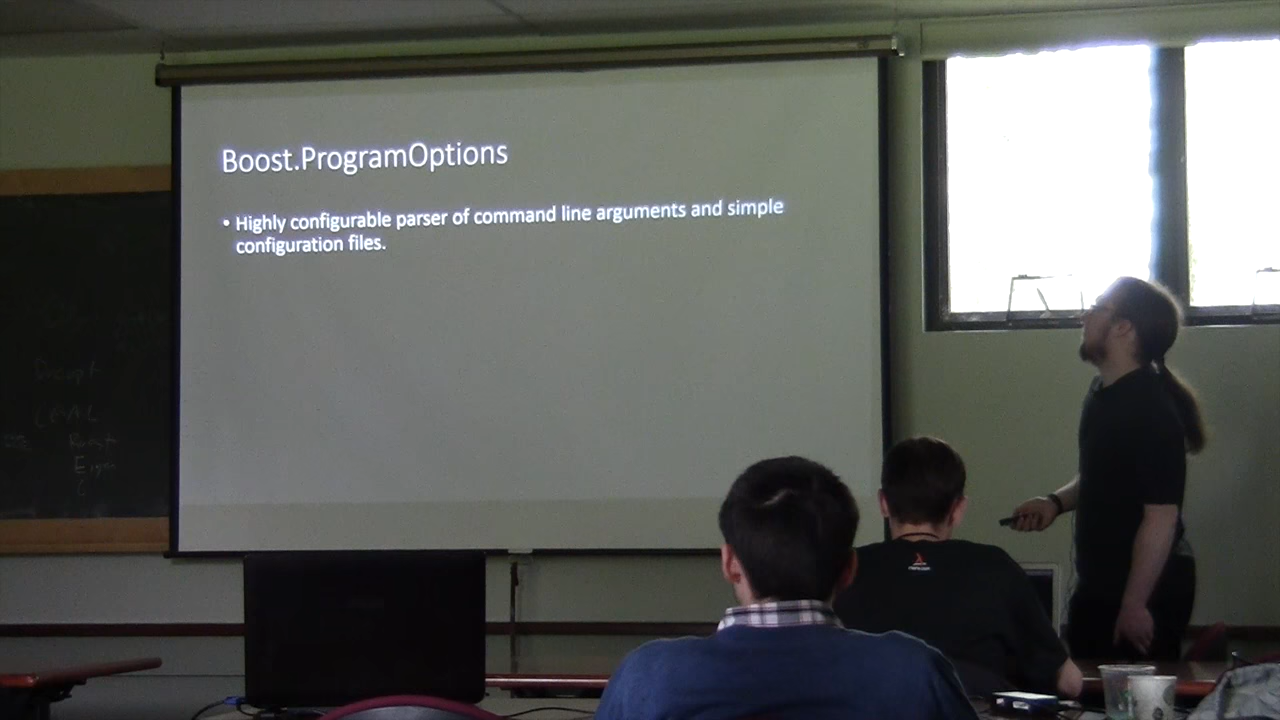 Boost.ProgramOptions
• Highly configurable parser of command line arguments and simple
configuration files.